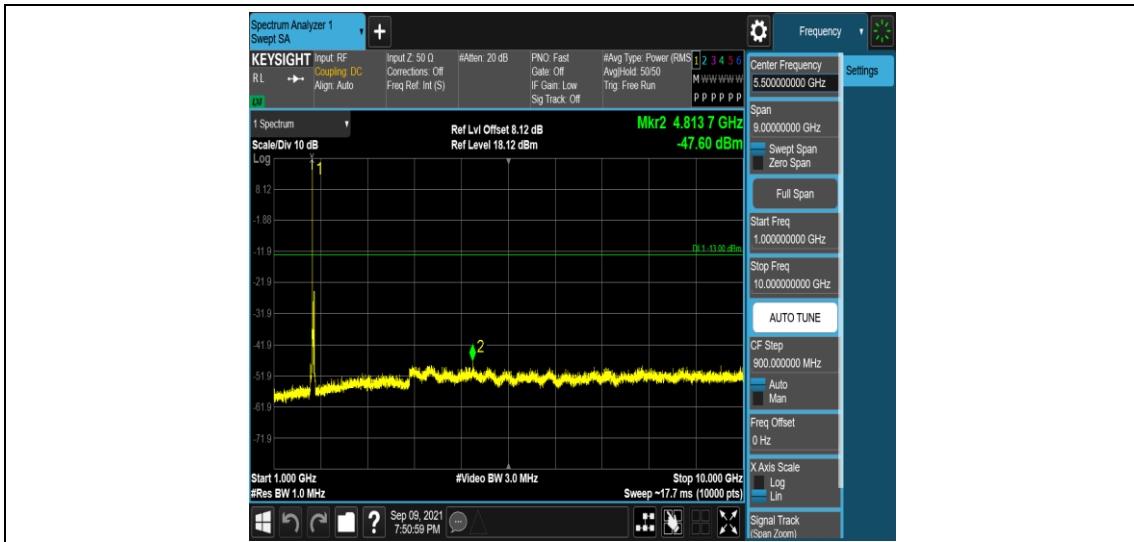 Spectrum Analyzer 1
Swept SA
+
Frequency
KEYSIGHT
RL
LXI
Input: RF
Coupling: DC
Align: Auto
Input Z: 50 Ω
Corrections: Off
Freq Ref: Int (S)
#Atten: 20 dB
PNO: Fast
Gate: Off
IF Gain: Low
Sig Track: Off
#Avg Type: Power (RMS
Avg|Hold: 50/50
Trig: Free Run
1 2 3 4 5 6
M W W W W W
P P P P P P
1 Spectrum
Scale/Div 10 dB
Log
Ref Lvl Offset 8.12 dB
Ref Level 18.12 dBm
Mkr2 4.813 7 GHz
-47.60 dBm
1
8.12
-1.88
-11.9
DL1 -13.00 dBm
-21.9
-31.9
-41.9
2
-51.9
-61.9
-71.9
Start 1.000 GHz
#Res BW 1.0 MHz
#Video BW 3.0 MHz
Stop 10.000 GHz
Sweep ~17.7 ms (10000 pts)
?
Sep 09, 2021
7:50:59 PM
Center Frequency
5.500000000 GHz
Settings
Span
9.00000000 GHz
Swept Span
Zero Span
Full Span
Start Freq
1.000000000 GHz
Stop Freq
10.000000000 GHz
AUTO TUNE
CF Step
900.000000 MHz
Auto
Man
Freq Offset
0 Hz
X Axis Scale
Log
Lin
Signal Track
(Span Zoom)